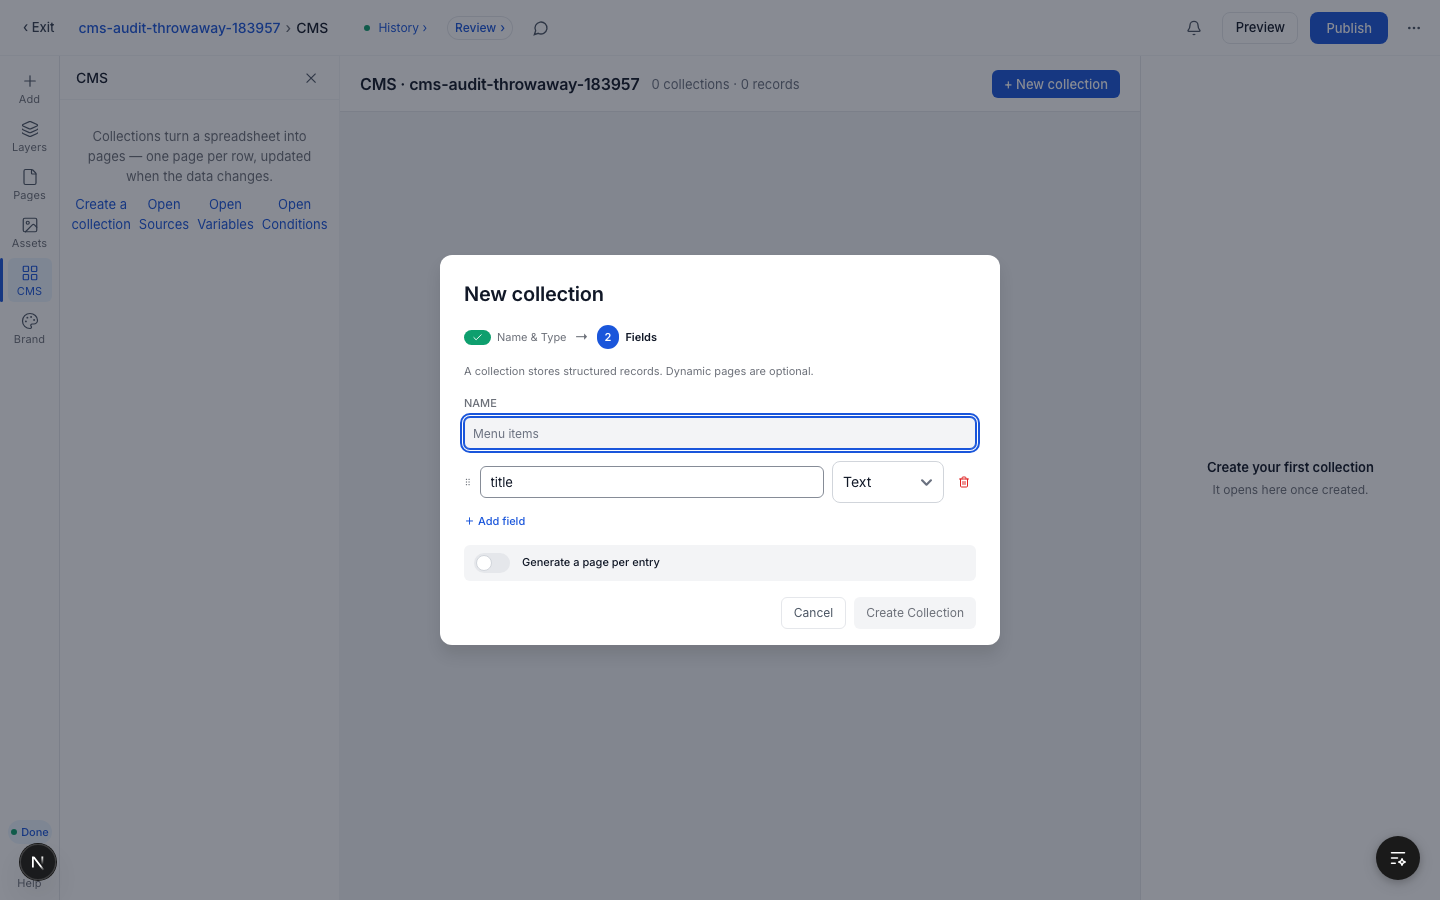 ‹ Exit
cms-audit-throwaway-183957 › CMS
History ›
Review ›
Preview
Publish
Add
Layers
Pages
Assets
CMS
Brand
Done
N
Help
CMS
Collections turn a spreadsheet into
pages — one page per row, updated
when the data changes.
Create a collection
Open Sources
Open Variables
Open Conditions
CMS · cms-audit-throwaway-183957
0 collections · 0 records
+ New collection
New collection
Name & Type → 2 Fields
A collection stores structured records. Dynamic pages are optional.
NAME
Menu items
title
Text
+ Add field
Generate a page per entry
Cancel
Create Collection
Create your first collection
It opens here once created.